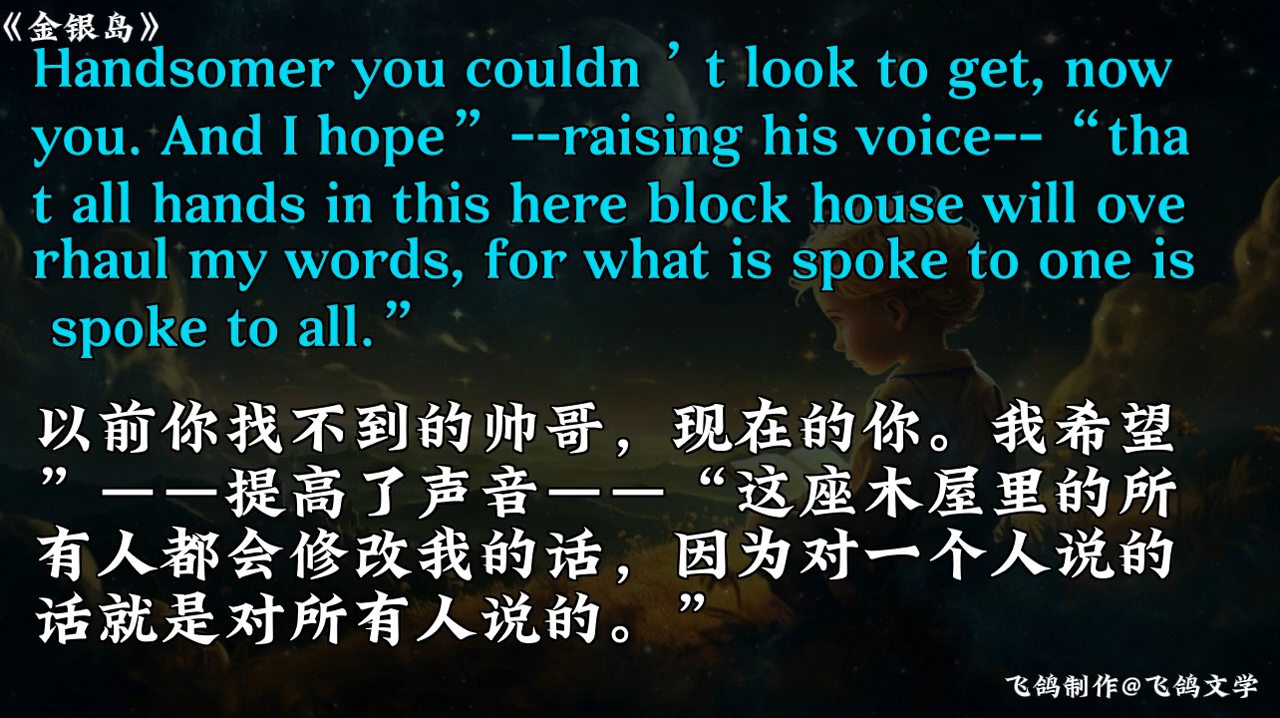 《金银岛》
Handsomer you couldn’t look to get, now
you. And I hope”--raising his voice--“tha
t all hands in this here block house will ove
rhaul my words, for what is spoke to one is
spoke to all.”
以前你找不到的帅哥，现在的你。我希望
”——提高了声音——“这座木屋里的所
有人都会修改我的话，因为对一个人说的
话就是对所有人说的。”
飞鸽制作@飞鸽文学